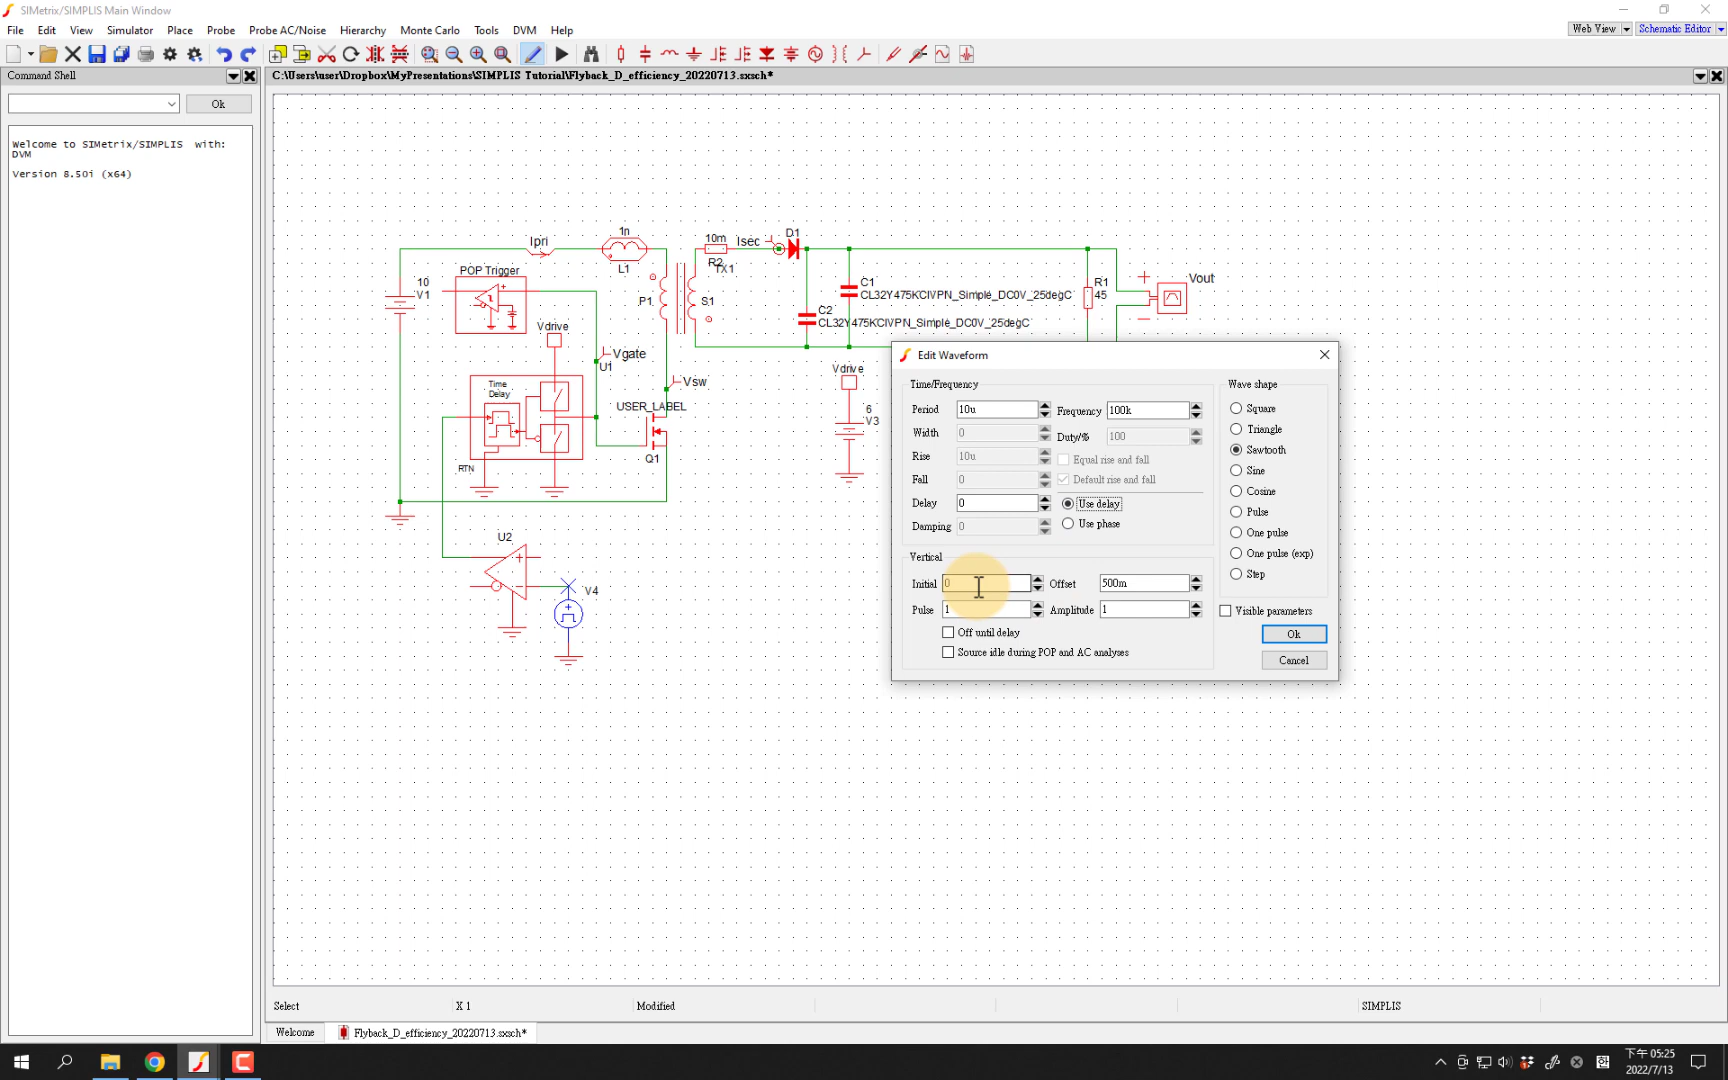 SIMetrix/SIMPLIS Main Window
File Edit View Simulator Place Probe Probe AC/Noise Hierarchy Monte Carlo Tools DVM Help
Web View Schematic Editor
Command Shell
C:\Users\user\Dropbox\MyPresentations\SIMPLIS Tutorial\Flyback_D_efficiency_20220713.sxsch*
Ok
Welcome to SIMetrix/SIMPLIS with:
DVM
Version 8.50i (x64)
Ipri
1n
L1
10m
R2
TX1
Isec
D1
POP Trigger
10
V1
P1
S1
C1
CL32Y475KCIVPN_Simple_DC0V_25degC
C2
CL32Y475KCIVPN_Simple_DC0V_25degC
R1
45
Vout
Vdrive
Vgate
U1
Vsw
Time
Delay
USER_LABEL
Q1
RTN
Vdrive
6
V3
U2
V4
Edit Waveform
Time/Frequency
Period 10u Frequency 100k
Width 0 Duty/% 100
Rise 10u Equal rise and fall
Fall 0 Default rise and fall
Delay 0 Use delay
Damping 0 Use phase
Vertical
Initial 0 Offset 500m
Pulse 1 Amplitude 1
Off until delay
Source idle during POP and AC analyses
Wave shape
Square
Triangle
Sawtooth
Sine
Cosine
Pulse
One pulse
One pulse (exp)
Step
Visible parameters
Ok
Cancel
Select X 1 Modified SIMPLIS
Welcome Flyback_D_efficiency_20220713.sxsch*
下午 05:25
2022/7/13